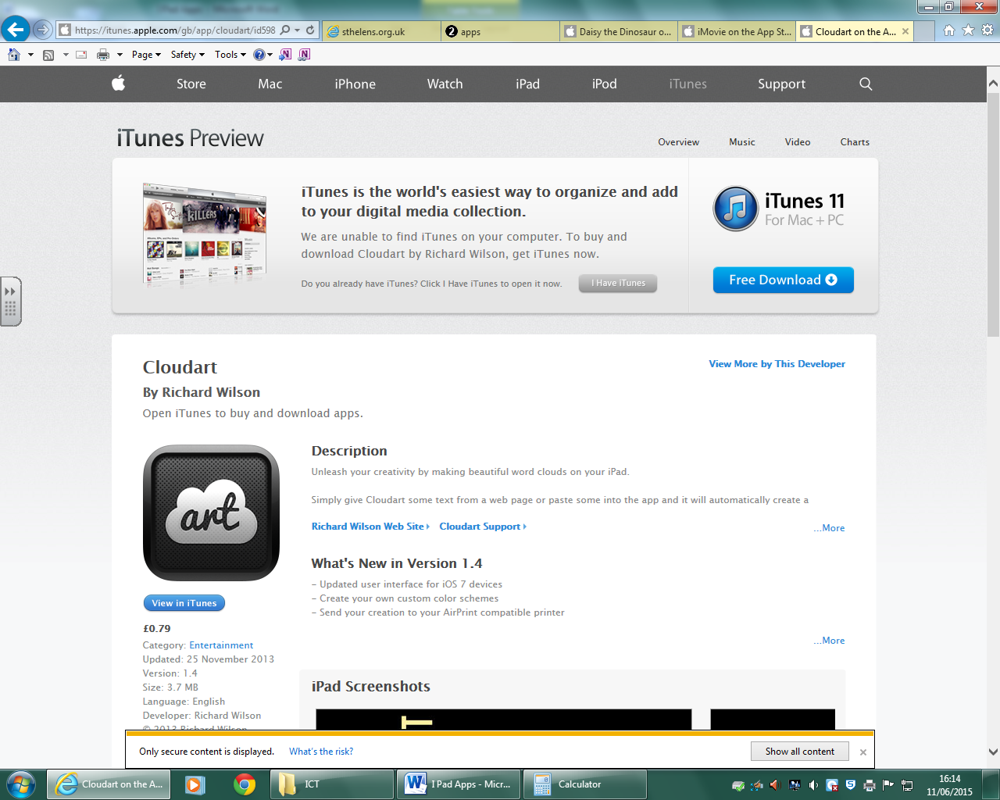 https://itunes.apple.com/gb/app/cloudart/id598
sthelens.org.uk
2 apps
Daisy the Dinosaur o...
iMovie on the App St...
Cloudart on the A...
Page
Safety
Tools
Store
Mac
iPhone
Watch
iPad
iPod
iTunes
Support
iTunes Preview
Overview
Music
Video
Charts
iTunes is the world's easiest way to organize and add
to your digital media collection.
We are unable to find iTunes on your computer. To buy and
download Cloudart by Richard Wilson, get iTunes now.
Do you already have iTunes? Click I Have iTunes to open it now.
I Have iTunes
iTunes 11
For Mac + PC
Free Download
KILLERS
Cloudart
View More by This Developer
By Richard Wilson
Open iTunes to buy and download apps.
art
View in iTunes
£0.79
Category: Entertainment
Updated: 25 November 2013
Version: 1.4
Size: 3.7 MB
Language: English
Developer: Richard Wilson
© 2013 Richard Wilson
Description
Unleash your creativity by making beautiful word clouds on your iPad.
Simply give Cloudart some text from a web page or paste some into the app and it will automatically create a
Richard Wilson Web Site
Cloudart Support
...More
What's New in Version 1.4
- Updated user interface for iOS 7 devices
- Create your own custom color schemes
- Send your creation to your AirPrint compatible printer
...More
iPad Screenshots
Only secure content is displayed.
What's the risk?
Show all content
Cloudart on the A...
ICT
I Pad Apps - Micr...
Calculator
16:14
11/06/2015